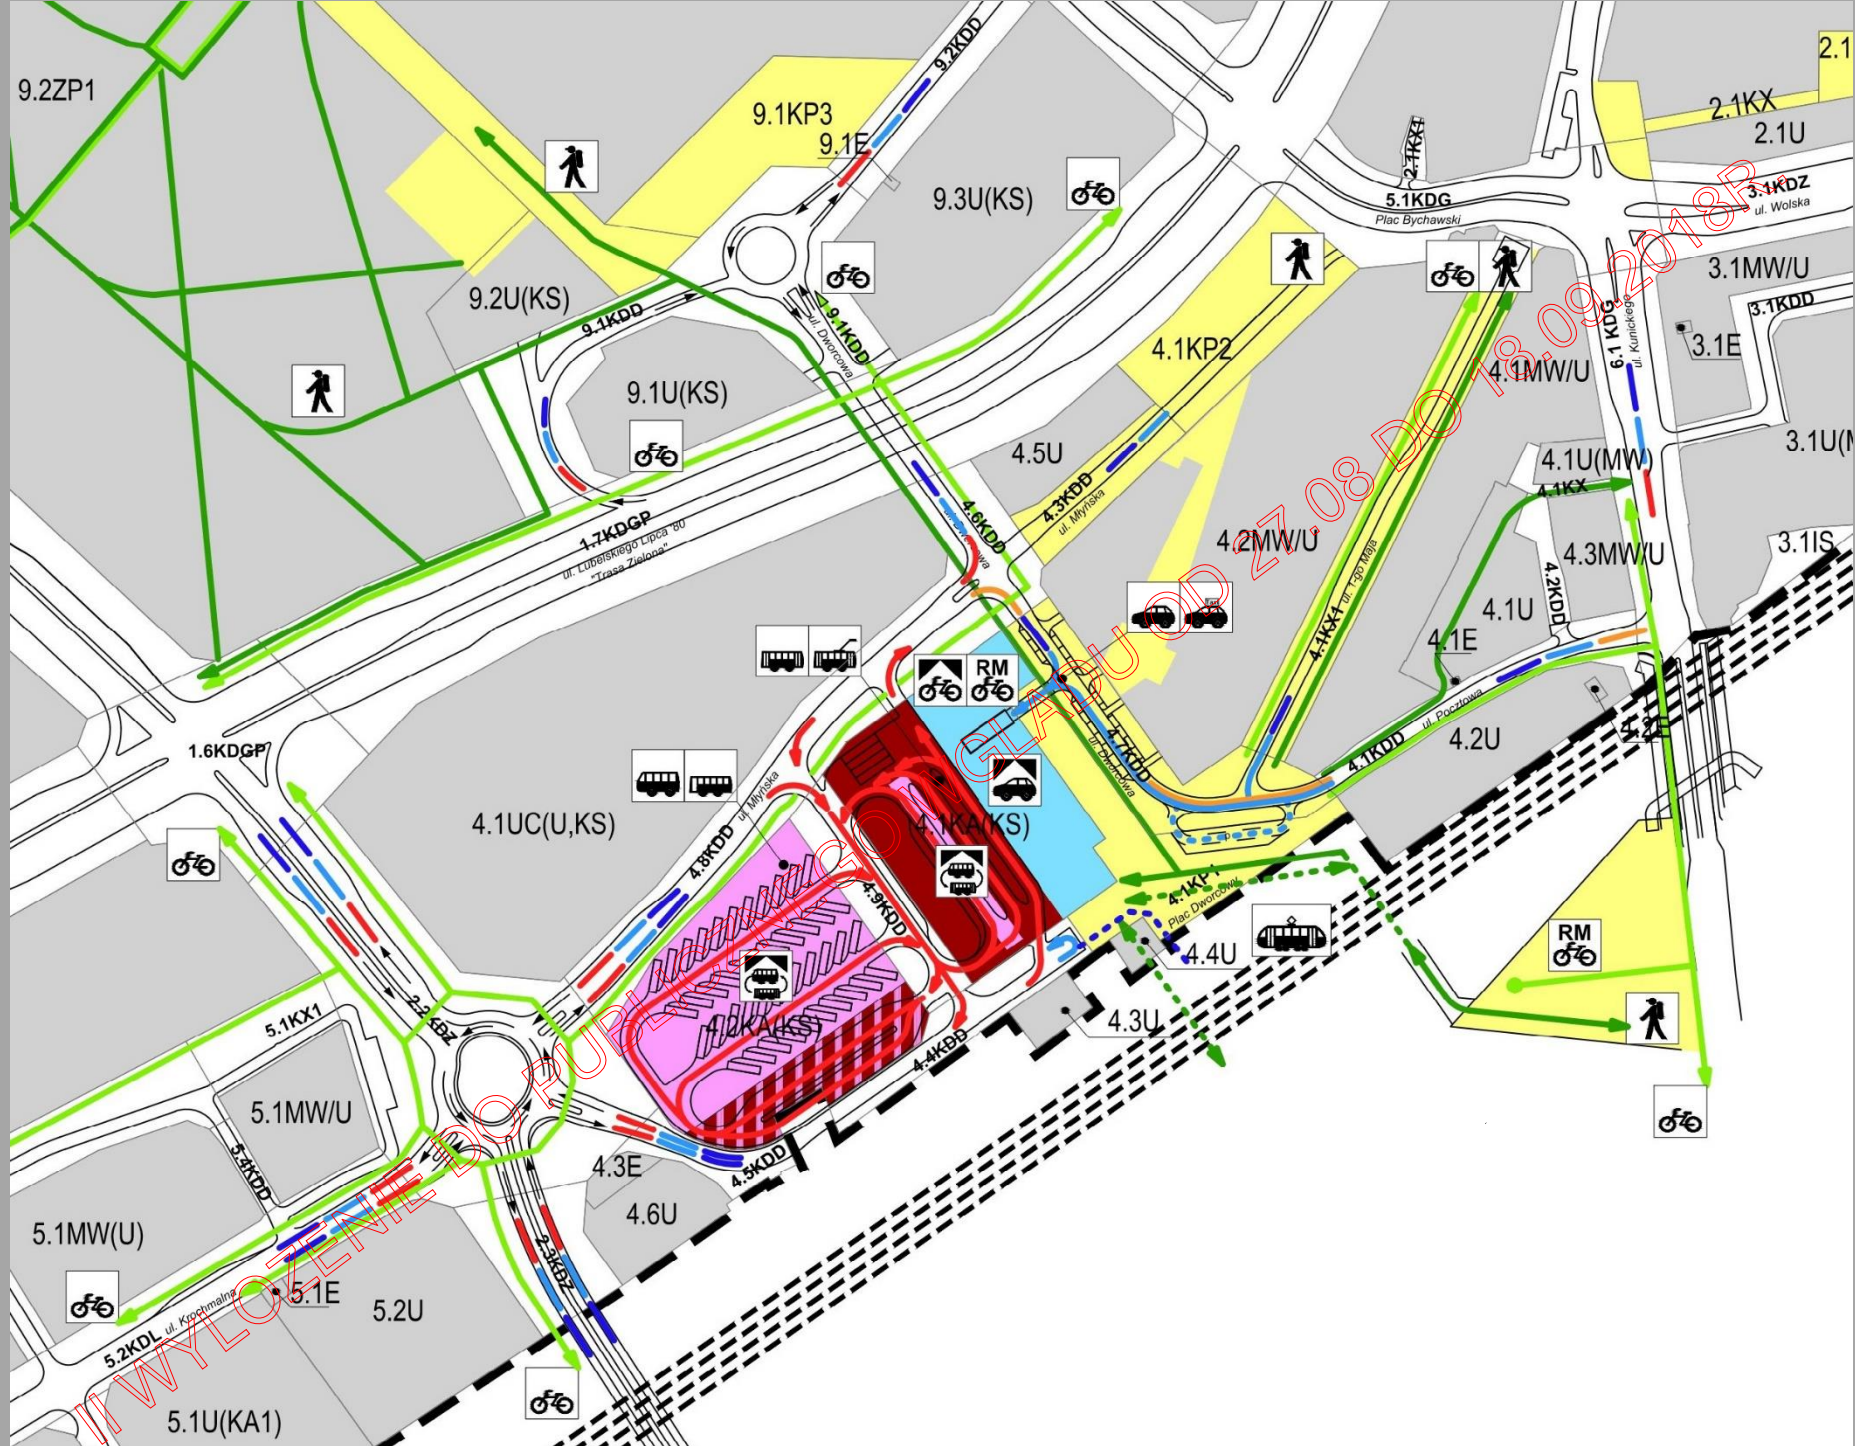 9.2KDD
2.1
9.2ZP1
9.1KP3
2.1KX
9.1E
2.1KX1
2.1U
9.3U(KS)
5.1KDG
Plac Bychawski
3.1KDZ
ul. Wolska
3.1MW/U
9.2U(KS)
9.1KDD
9.1KDD
ul. Dworcowa
6.1 KDG
ul. Kunickiego
3.1KDD
4.1KP2
3.1E
4.1MW/U
9.1U(KS)
4.5U
4.1U(MW)
3.1U(M
4.1KX
4.3KDD
ul. Młyńska
4.6KDD
1.7KDGP
ul. Lubelskiego Lipca '80
"Trasa Zielona"
4.2MW/U
4.3MW/U
3.1IS
4.2KDD
4.1U
4.1KX1
ul. 1-go Maja
4.1E
RM
ul. Pocztowa
4.2E
4.2U
4.1KDD
1.6KDGP
4.7KDD
ul. Dworcowa
4.1UC(U,KS)
ul. Młyńska
4.8KDD
4.1KA(KS)
4.9KDD
4.1KP1
Plac Dworcowy
RM
4.4U
2.2KDZ
5.1KX1
4.2KA(KS)
4.3U
4.4KDD
5.1MW/U
5.4KDD
4.3E
4.5KDD
4.6U
5.1MW(U)
2.3KDZ
5.1E
5.2U
5.2KDL ul. Krochmalna
5.1U(KA1)
II WYLOZENIE DO PUBLICZNEGO WGLADU OD 27.08 DO 18.09.2018R.